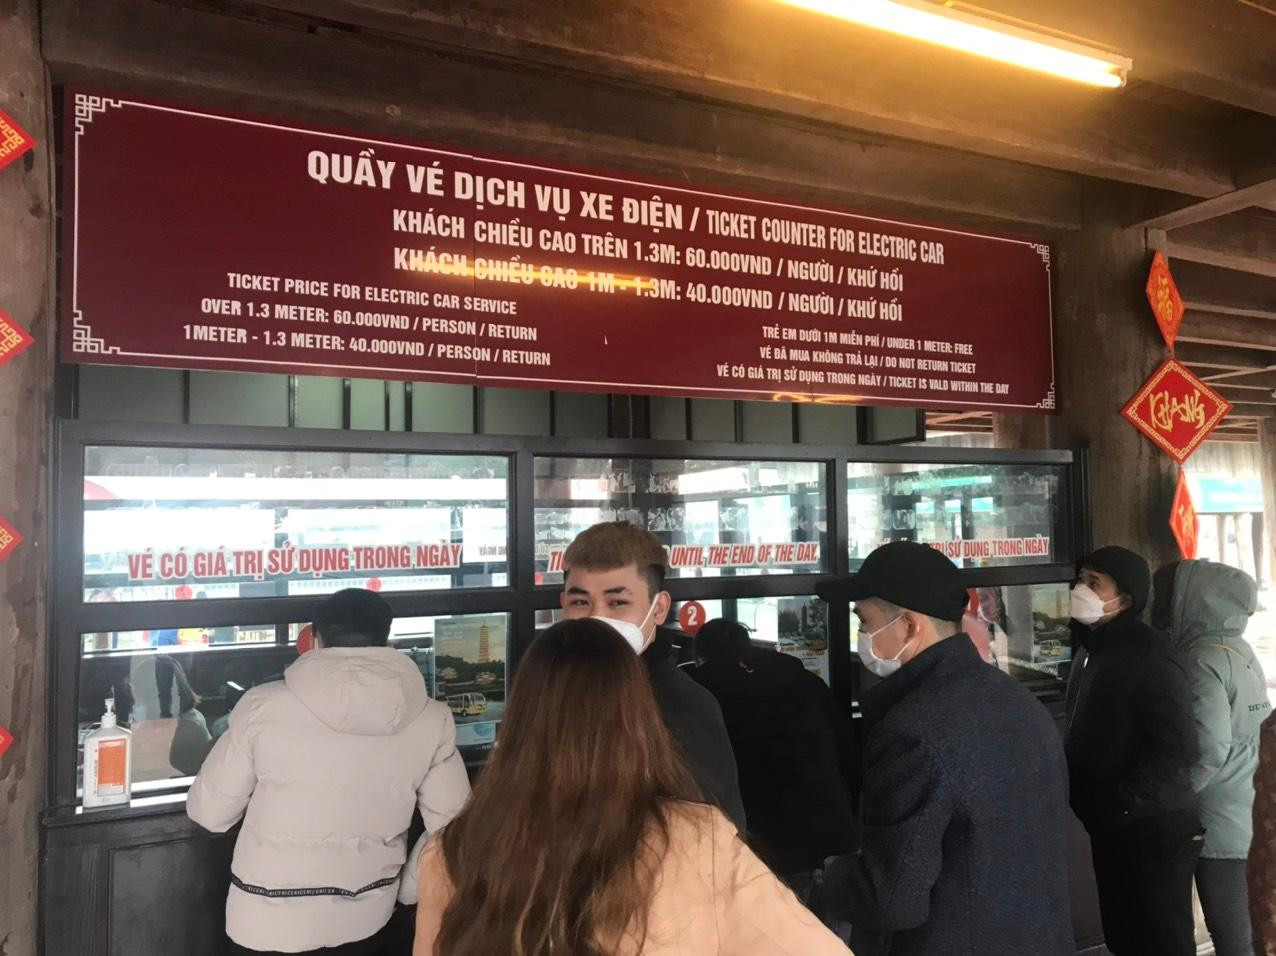 QUẦY VÉ DỊCH VỤ XE ĐIỆN / TICKET COUNTER FOR ELECTRIC CAR
KHÁCH CHIỀU CAO TRÊN 1.3M: 60.000VND / NGƯỜI / KHỨ HỒI
KHÁCH CHIỀU CAO 1M - 1.3M: 40.000VND / NGƯỜI / KHỨ HỒI
TICKET PRICE FOR ELECTRIC CAR SERVICE
OVER 1.3 METER: 60.000VND / PERSON / RETURN
1METER - 1.3 METER: 40.000VND / PERSON / RETURN
TRẺ EM DƯỚI 1M MIỄN PHÍ / UNDER 1 METER: FREE
VÉ ĐÃ MUA KHÔNG TRẢ LẠI / DO NOT RETURN TICKET
VÉ CÓ GIÁ TRỊ SỬ DỤNG TRONG NGÀY / TICKET IS VALD WITHIN THE DAY
GIANG
VÉ CÓ GIÁ TRỊ SỬ DỤNG TRONG NGÀY
UNTIL THE END OF THE DAY
TRỊ SỬ DỤNG TRONG NGÀY
2